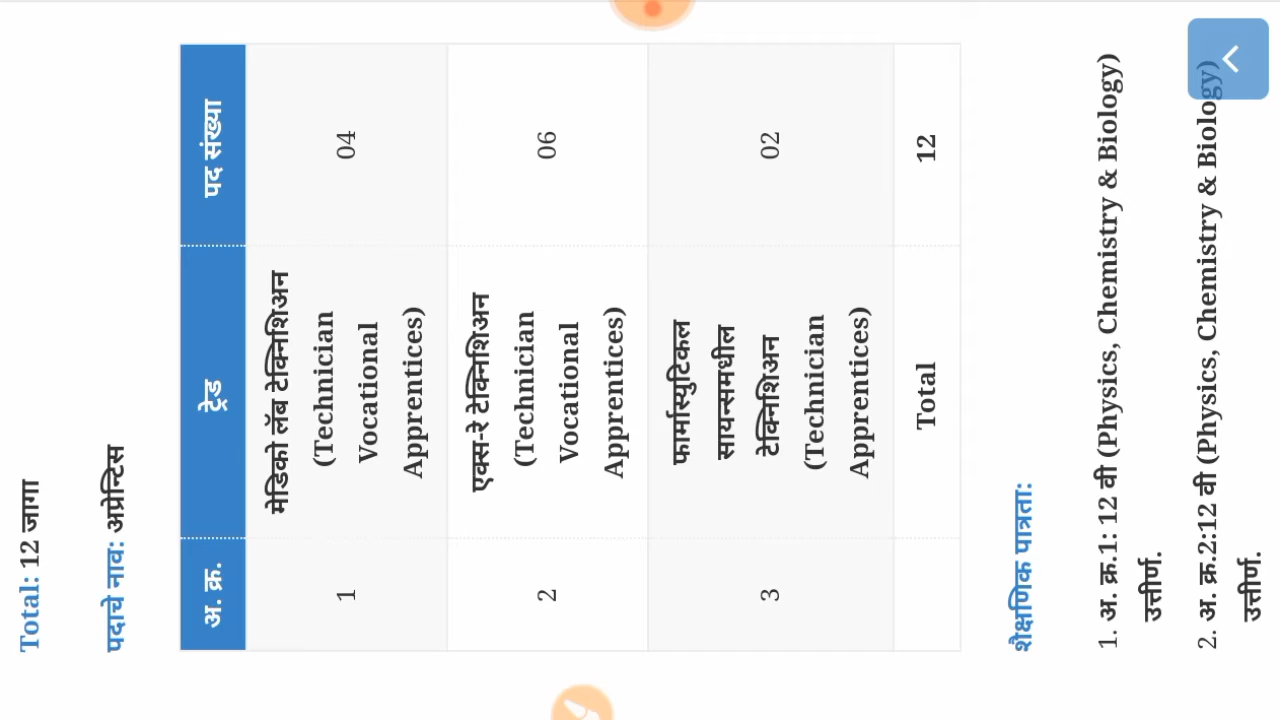 Total: 12 जागा
पदाचे नाव: अप्रेन्टिस
अ. क्र. ट्रेड पद संख्या
1 मेडिको लॅब टेक्निशिअन 04
(Technician
Vocational
Apprentices)
2 एक्स-रे टेक्निशिअन 06
(Technician
Vocational
Apprentices)
3 फार्मास्युटिकल 02
सायन्समधील
टेक्निशिअन
(Technician
Apprentices)
Total 12
शैक्षणिक पात्रता:
1. अ. क्र.1: 12 वी (Physics, Chemistry & Biology)
उत्तीर्ण.
2. अ. क्र.2:12 वी (Physics, Chemistry & Biology)
उत्तीर्ण.